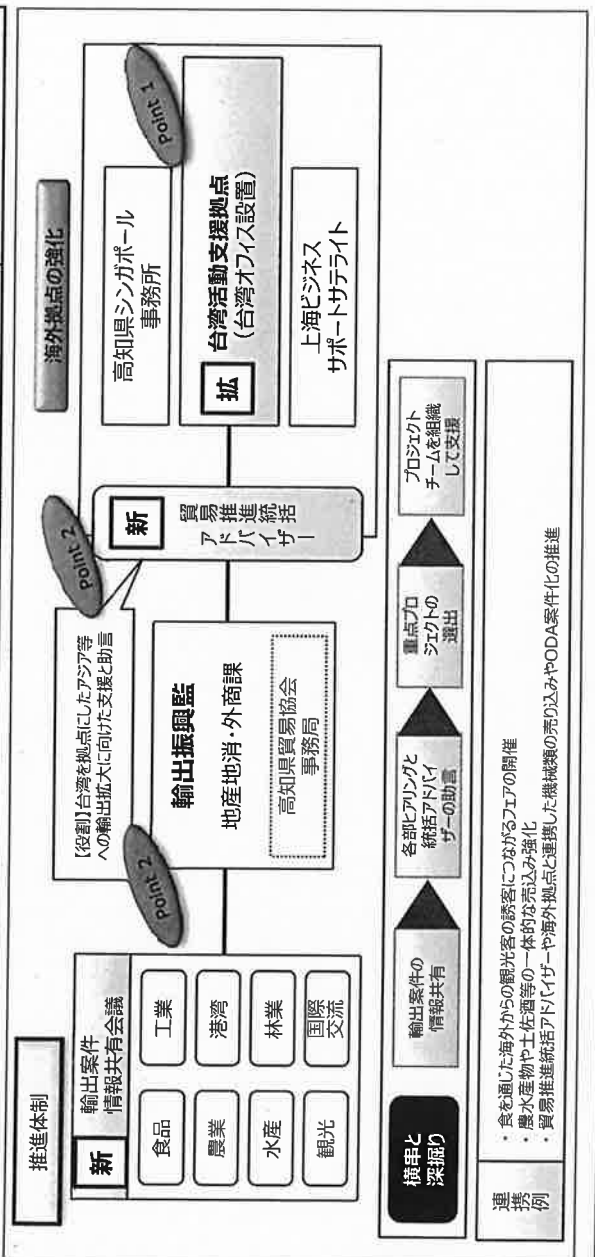 推進体制
新
輸出案件
情報共有会議
食品
工業
農業
港湾
水産
林業
観光
国際
交流
Point 2
【役割】台湾を拠点にしたアジア等
への輸出拡大に向けた支援と助言
輸出振興監
地産地消・外商課
高知県貿易協会
事務局
Point 2
新
貿易推進統括
アドバイザー
海外拠点の強化
Point 1
高知県シンガポール
事務所
拡
台湾活動支援拠点
(台湾オフィス設置)
上海ビジネス
サポートサテライト
横串と
深掘り
輸出案件の
情報共有
各部ヒアリングと
統括アドバイ
ザーの助言
重点プロ
ジェクトの
選出
プロジェクト
チームを組織
して支援
連携例
・食を通じた海外からの観光客の誘客につながるフェアの開催
・農水産物や土佐酒等の一体的な売込み強化
・貿易推進統括アドバイザーや海外拠点と連携した機械類の売り込みやODA案件化の推進